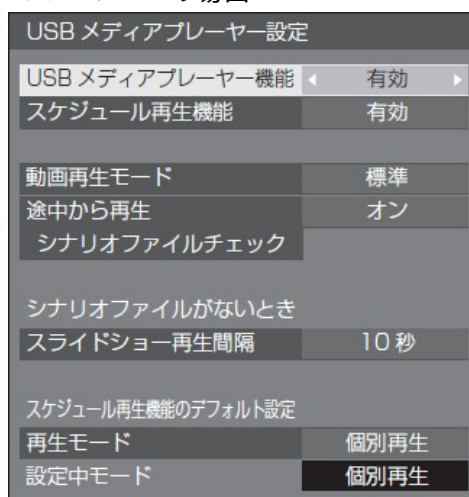 USB メディアプレーヤー設定
USB メディアプレーヤー機能 有効
スケジュール再生機能 有効
動画再生モード 標準
途中から再生 オン
シナリオファイルチェック
シナリオファイルがないとき
スライドショー再生間隔 10 秒
スケジュール再生機能のデフォルト設定
再生モード 個別再生
設定中モード 個別再生